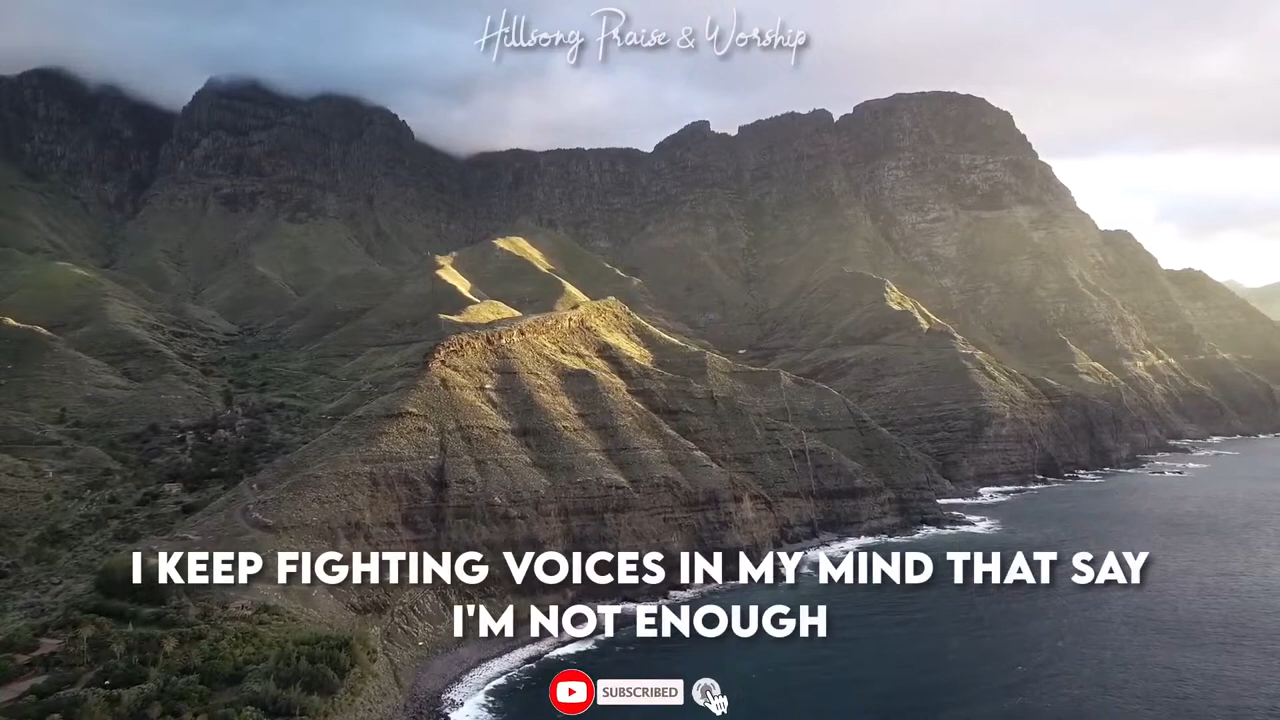 Hillsong Praise & Worship
I KEEP FIGHTING VOICES IN MY MIND THAT SAY
I'M NOT ENOUGH
SUBSCRIBED